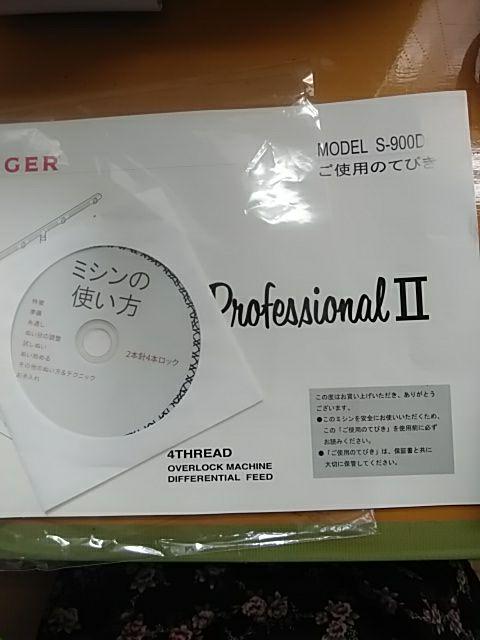 GER
MODEL S-900D
ご使用のてびき
ミシンの
使い方
特徴
準備
糸通し
ぬい目の調整
試しぬい
ぬい始める
その他のぬい方&テクニック
お手入れ
2本針4本ロック
Professional II
4THREAD
OVERLOCK MACHINE
DIFFERENTIAL FEED
この度はお買い上げいただき、ありがとう
ございます。
●このミシンを安全にお使いいただくため、
この「ご使用のてびき」を使用前に必ず
お読みください。
●「ご使用のてびき」は、保証書と共に
大切に保管してください。